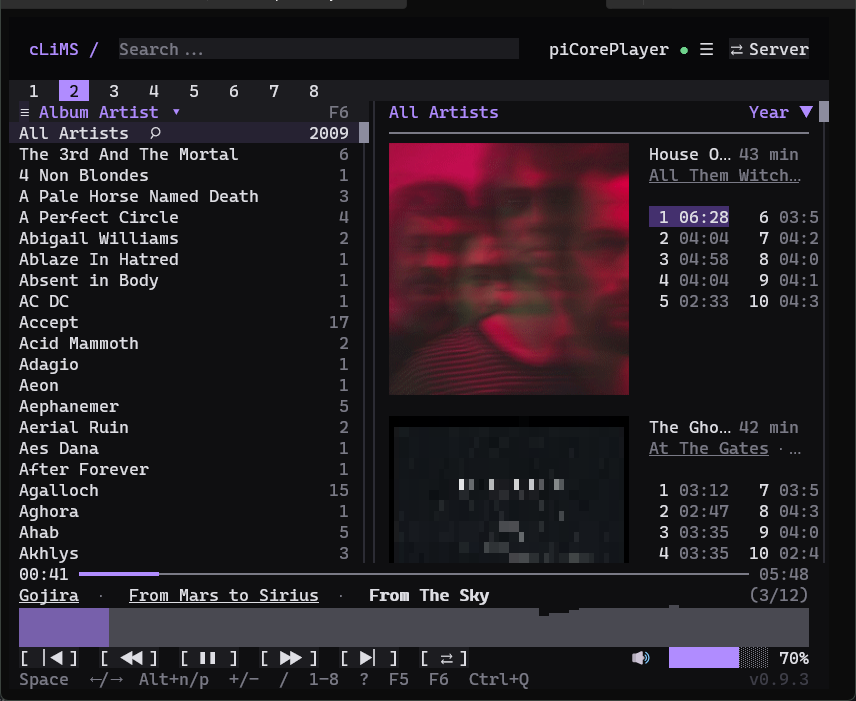 cLiMS / Search ... piCorePlayer ● ☰ ⇄ Server
1 2 3 4 5 6 7 8
≡ Album Artist ▼ F6
All Artists 2009
The 3rd And The Mortal 6
4 Non Blondes 1
A Pale Horse Named Death 3
A Perfect Circle 4
Abigail Williams 2
Ablaze In Hatred 1
Absent in Body 1
AC DC 1
Accept 17
Acid Mammoth 2
Adagio 1
Aeon 1
Aephanemer 5
Aerial Ruin 2
Aes Dana 1
After Forever 1
Agalloch 15
Aghora 1
Ahab 5
Akhlys 3
All Artists Year ▼
House O… 43 min
All Them Witch…
1 06:28 6 03:5
2 04:04 7 04:2
3 04:58 8 04:0
4 04:04 9 04:1
5 02:33 10 04:3
The Gho… 42 min
At The Gates · …
1 03:12 7 03:5
2 02:47 8 04:3
3 03:35 9 04:0
4 03:35 10 02:4
00:41 05:48
Gojira · From Mars to Sirius · From The Sky (3/12)
[ |◀ ] [ ◀◀ ] [ ▮▮ ] [ ▶▶ ] [ ▶| ] [ ⇄ ] 70%
Space ←/→ Alt+n/p +/- / 1-8 ? F5 F6 Ctrl+Q v0.9.3